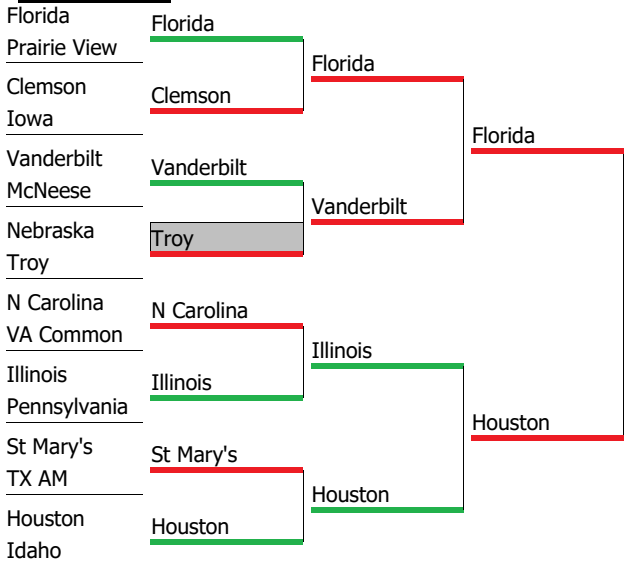 Florida
Prairie View
Clemson
Iowa
Vanderbilt
McNeese
Nebraska
Troy
N Carolina
VA Common
Illinois
Pennsylvania
St Mary's
TX AM
Houston
Idaho
Florida
Clemson
Vanderbilt
Troy
N Carolina
Illinois
St Mary's
Houston
Florida
Vanderbilt
Illinois
Houston
Florida
Houston